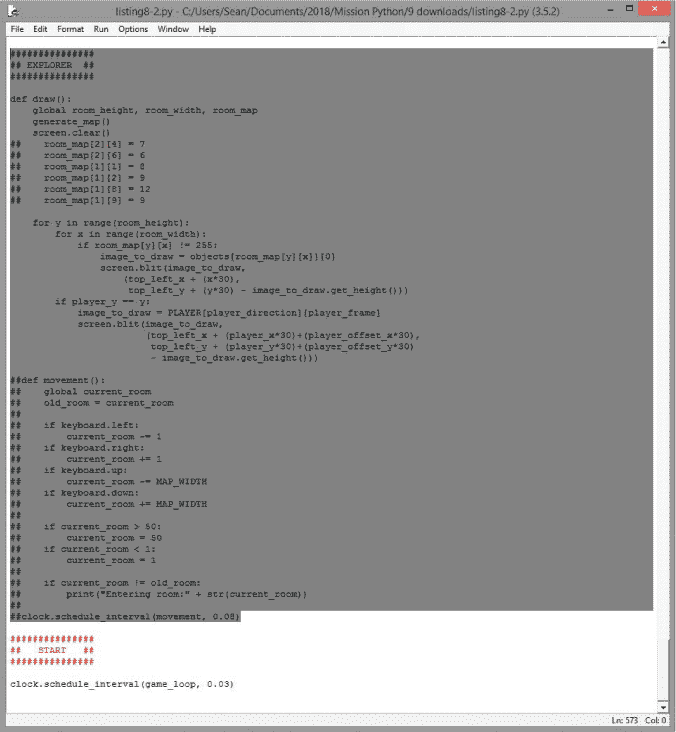 listing8-2.py - C:/Users/Sean/Documents/2018/Mission Python/9 downloads/listing8-2.py (3.5.2)
File Edit Format Run Options Window Help
###############
## EXPLORER ##
###############
def draw():
global room_height, room_width, room_map
generate_map()
screen.clear()
## room_map[2][4] = 7
## room_map[2][6] = 6
## room_map[1][1] = 8
## room_map[1][2] = 9
## room_map[1][8] = 12
## room_map[1][9] = 9
for y in range(room_height):
for x in range(room_width):
if room_map[y][x] != 255:
image_to_draw = objects[room_map[y][x]][0]
screen.blit(image_to_draw,
(top_left_x + (x*30),
top_left_y + (y*30) - image_to_draw.get_height()))
if player_y == y:
image_to_draw = PLAYER[player_direction][player_frame]
screen.blit(image_to_draw,
(top_left_x + (player_x*30)+(player_offset_x*30),
top_left_y + (player_y*30)+(player_offset_y*30)
- image_to_draw.get_height()))
##def movement():
## global current_room
## old_room = current_room
##
## if keyboard.left:
## current_room -= 1
## if keyboard.right:
## current_room += 1
## if keyboard.up:
## current_room -= MAP_WIDTH
## if keyboard.down:
## current_room += MAP_WIDTH
##
## if current_room > 50:
## current_room = 50
## if current_room < 1:
## current_room = 1
##
## if current_room != old_room:
## print("Entering room:" + str(current_room))
##
##clock.schedule_interval(movement, 0.08)
###############
## START ##
###############
clock.schedule_interval(game_loop, 0.03)
Ln: 573 Col: 0